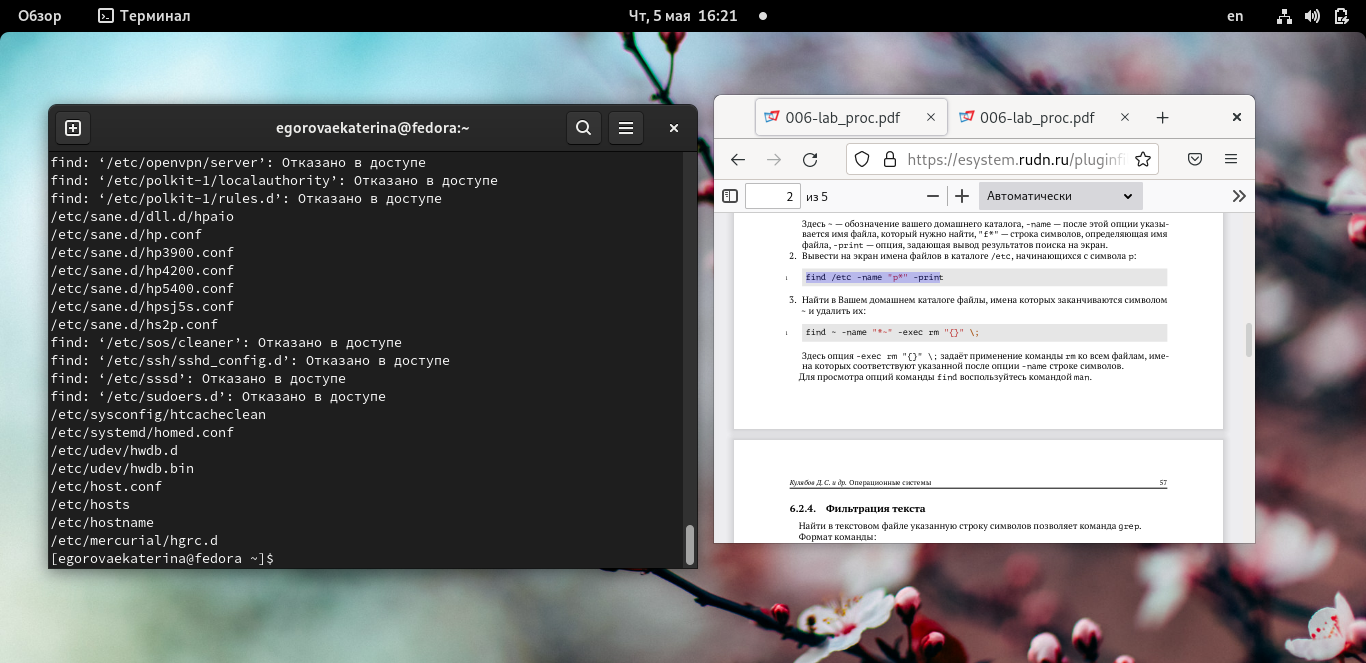 Обзор
Терминал
Чт, 5 мая 16:21
en
egorovaekaterina@fedora:~
find: ‘/etc/openvpn/server’: Отказано в доступе
find: ‘/etc/polkit-1/localauthority’: Отказано в доступе
find: ‘/etc/polkit-1/rules.d’: Отказано в доступе
/etc/sane.d/dll.d/hpaio
/etc/sane.d/hp.conf
/etc/sane.d/hp3900.conf
/etc/sane.d/hp4200.conf
/etc/sane.d/hp5400.conf
/etc/sane.d/hpsj5s.conf
/etc/sane.d/hs2p.conf
find: ‘/etc/sos/cleaner’: Отказано в доступе
find: ‘/etc/ssh/sshd_config.d’: Отказано в доступе
find: ‘/etc/sssd’: Отказано в доступе
find: ‘/etc/sudoers.d’: Отказано в доступе
/etc/sysconfig/htcacheclean
/etc/systemd/homed.conf
/etc/udev/hwdb.d
/etc/udev/hwdb.bin
/etc/host.conf
/etc/hosts
/etc/hostname
/etc/mercurial/hgrc.d
[egorovaekaterina@fedora ~]$
006-lab_proc.pdf
006-lab_proc.pdf
https://esystem.rudn.ru/pluginfi
2 из 5
Автоматически
Здесь ~ — обозначение вашего домашнего каталога, -name — после этой опции указы-
вается имя файла, который нужно найти, "f*" — строка символов, определяющая имя
файла, -print — опция, задающая вывод результатов поиска на экран.
2. Вывести на экран имена файлов в каталоге /etc, начинающихся с символа p:
1 find /etc -name "p*" -print
3. Найти в Вашем домашнем каталоге файлы, имена которых заканчиваются символом
~ и удалить их:
1 find ~ -name "*~" -exec rm "{}" \;
Здесь опция -exec rm "{}" \; задаёт применение команды rm ко всем файлам, име-
на которых соответствуют указанной после опции -name строке символов.
Для просмотра опций команды find воспользуйтесь командой man.
Кулябов Д. С. и др. Операционные системы 57
6.2.4. Фильтрация текста
Найти в текстовом файле указанную строку символов позволяет команда grep.
Формат команды: